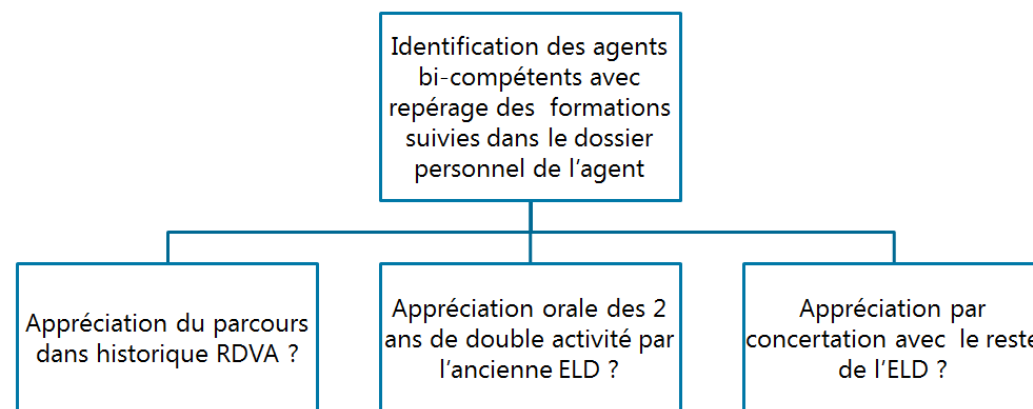 Identification des agents
bi-compétents avec
repérage des formations
suivies dans le dossier
personnel de l'agent
Appréciation du parcours
dans historique RDVA ?
Appréciation orale des 2
ans de double activité par
l'ancienne ELD ?
Appréciation par
concertation avec le reste
de l'ELD ?